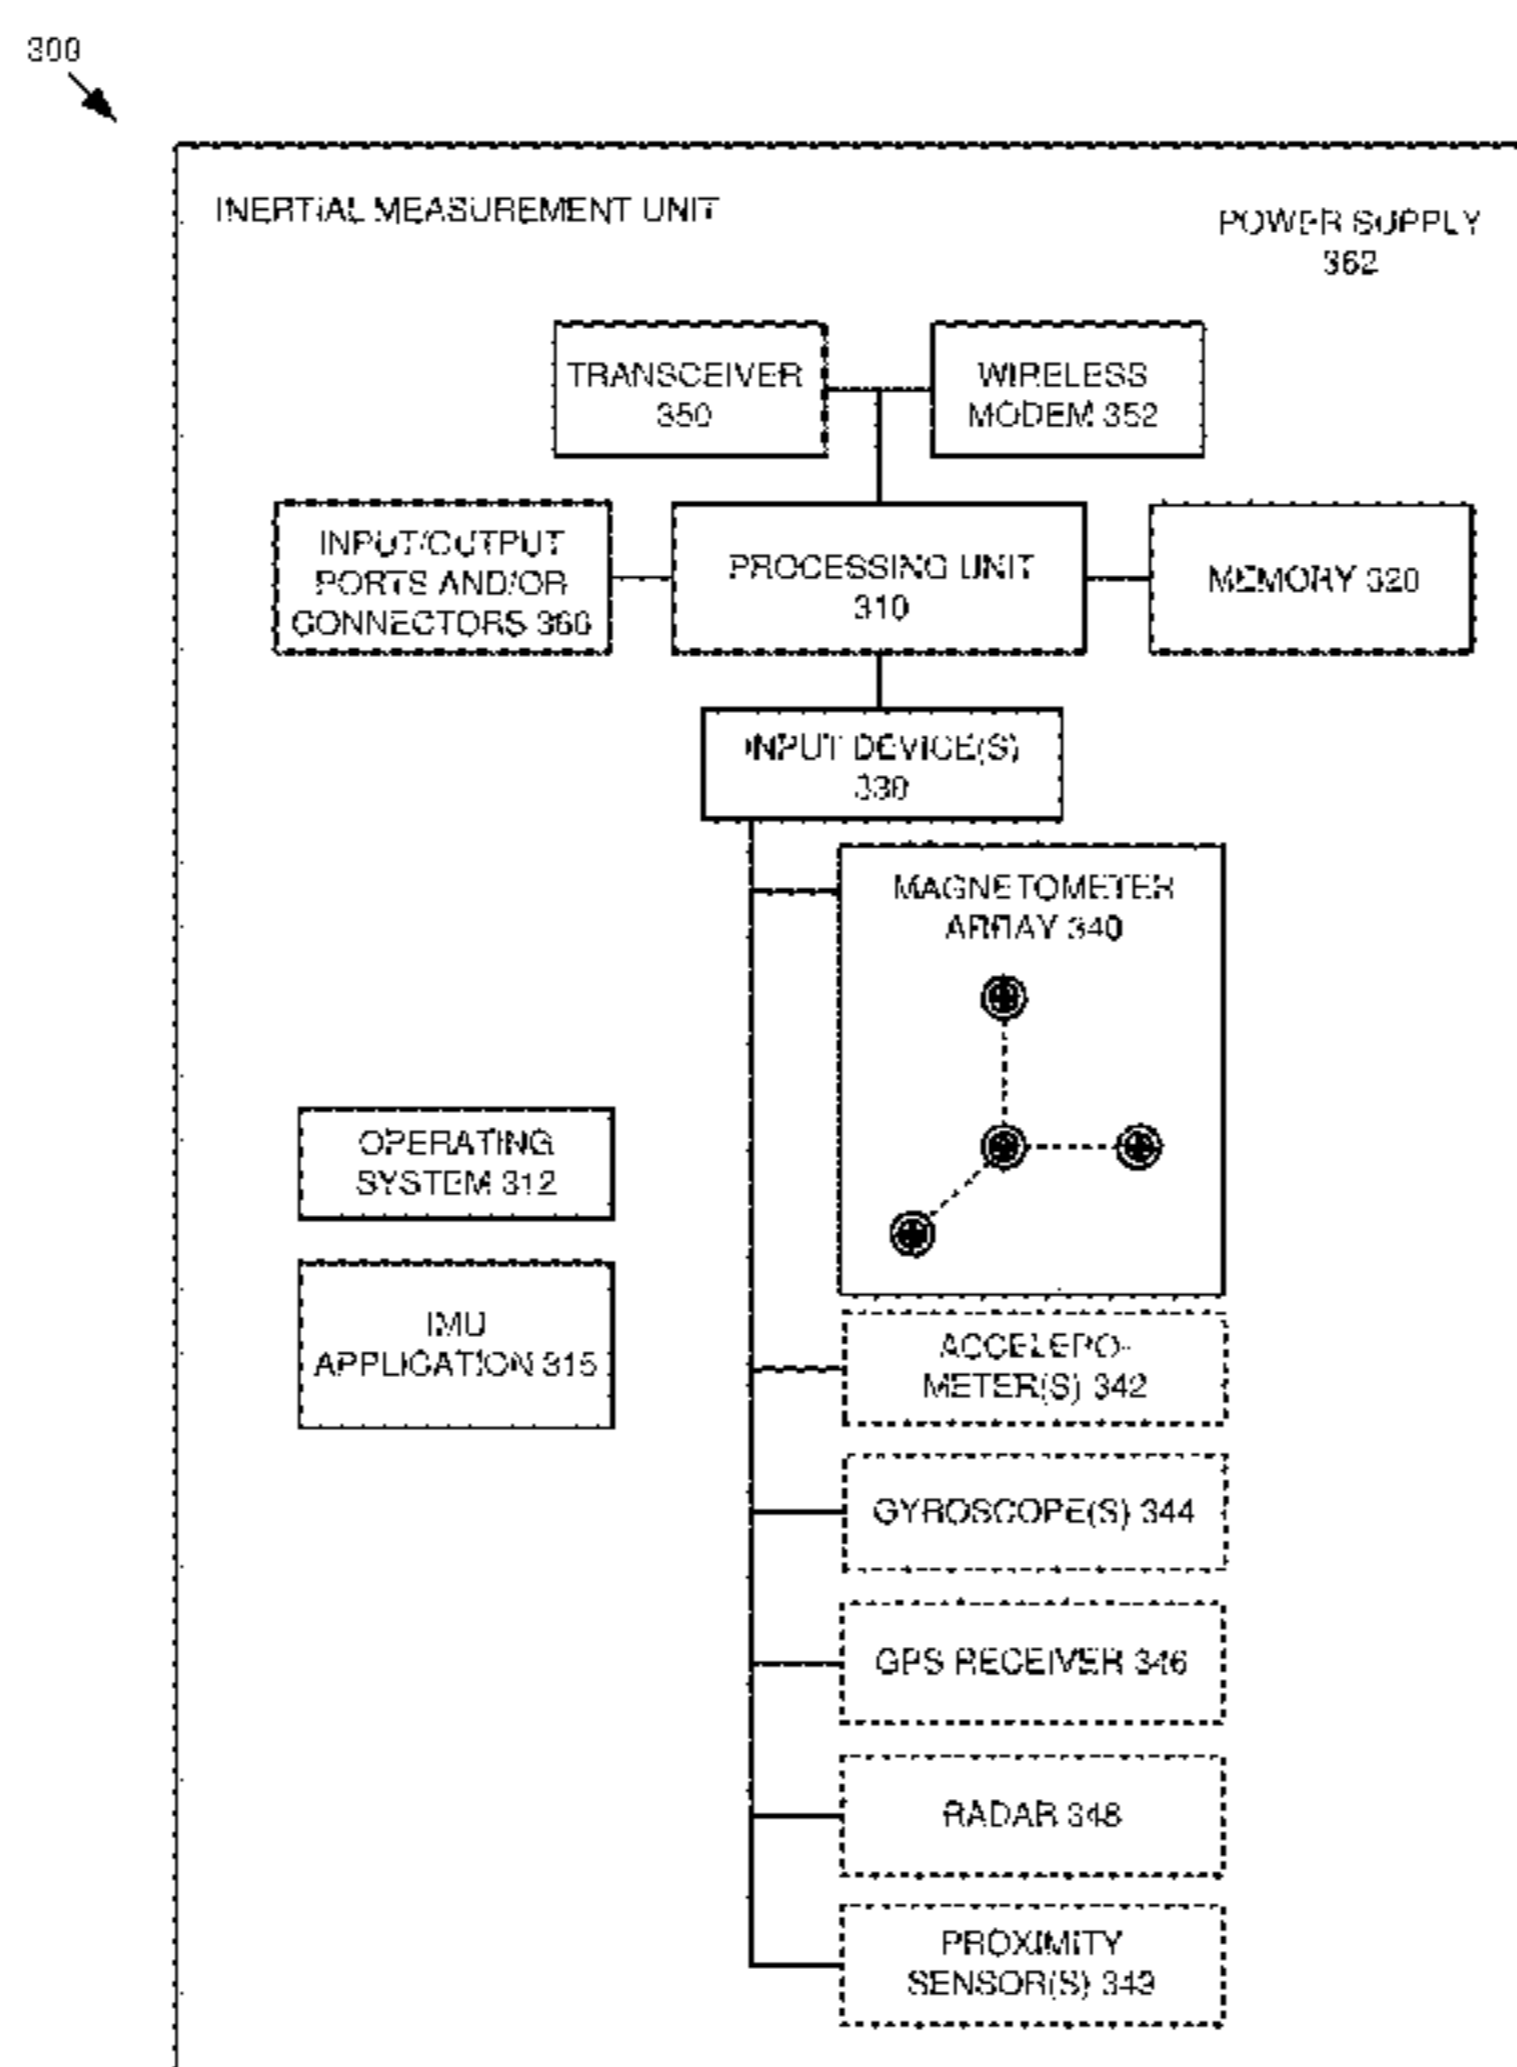 300
INERTIAL MEASUREMENT UNIT
POWER SUPPLY
362
TRANSCEIVER
350
WIRELESS
MODEM 352
INPUT/OUTPUT
PORTS AND/OR
CONNECTORS 360
PROCESSING UNIT
310
MEMORY 320
INPUT DEVICE(S)
330
MAGNETOMETER
ARRAY 340
OPERATING
SYSTEM 312
IMU
APPLICATION 315
ACCELERO-
METER(S) 342
GYROSCOPE(S) 344
GPS RECEIVER 346
RADAR 348
PROXIMITY
SENSOR(S)